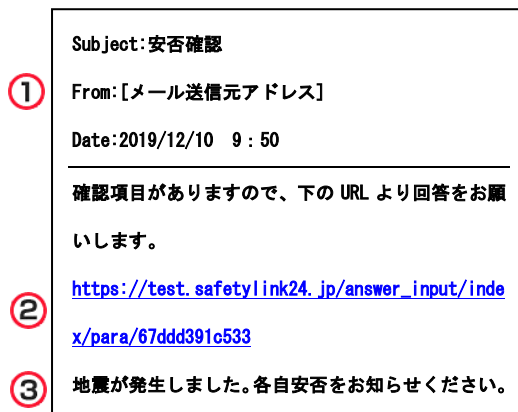 Subject:安否確認
① From:[メール送信元アドレス]
Date:2019/12/10 9：50
確認項目がありますので、下の URL より回答をお願
いします。
② https://test.safetylink24.jp/answer_input/inde
x/para/67ddd391c533
③ 地震が発生しました。各自安否をお知らせください。